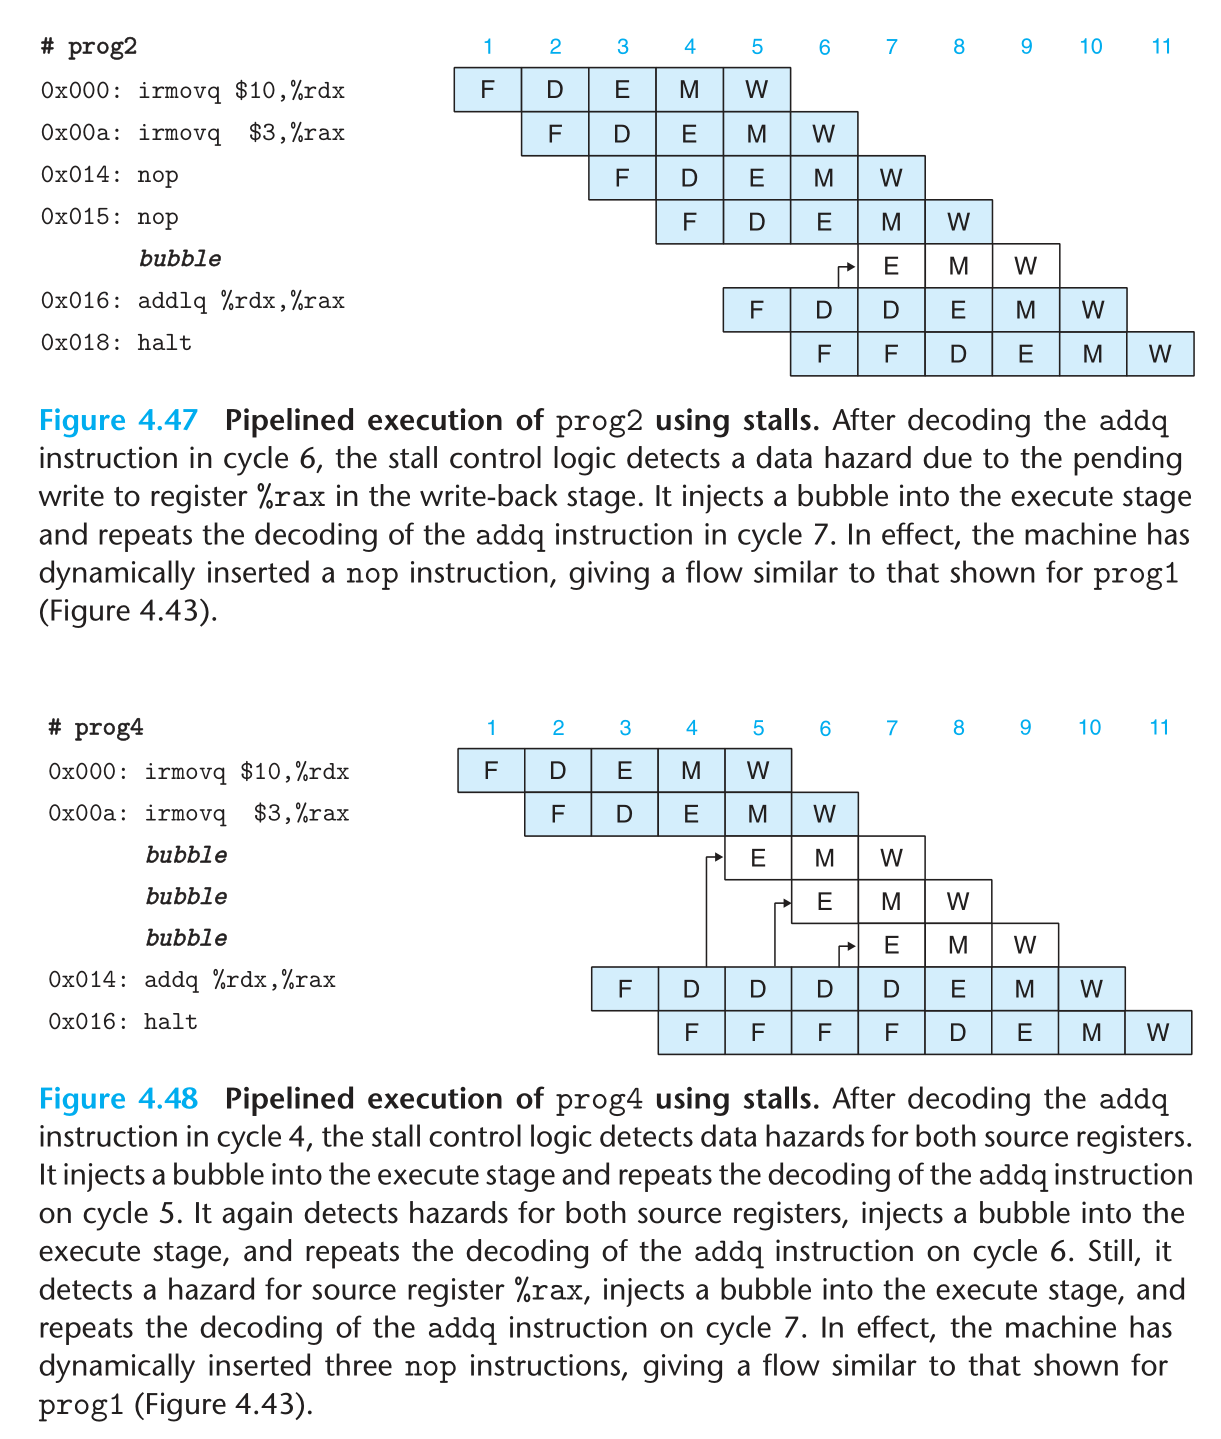 # prog2 1 2 3 4 5 6 7 8 9 10 11
0x000: irmovq $10,%rdx F D E M W
0x00a: irmovq $3,%rax F D E M W
0x014: nop F D E M W
0x015: nop F D E M W
bubble E M W
0x016: addlq %rdx,%rax F D D E M W
0x018: halt F F D E M W
Figure 4.47 Pipelined execution of prog2 using stalls. After decoding the addq
instruction in cycle 6, the stall control logic detects a data hazard due to the pending
write to register %rax in the write-back stage. It injects a bubble into the execute stage
and repeats the decoding of the addq instruction in cycle 7. In effect, the machine has
dynamically inserted a nop instruction, giving a flow similar to that shown for prog1
(Figure 4.43).
# prog4 1 2 3 4 5 6 7 8 9 10 11
0x000: irmovq $10,%rdx F D E M W
0x00a: irmovq $3,%rax F D E M W
bubble E M W
bubble E M W
bubble E M W
0x014: addq %rdx,%rax F D D D D E M W
0x016: halt F F F F D E M W
Figure 4.48 Pipelined execution of prog4 using stalls. After decoding the addq
instruction in cycle 4, the stall control logic detects data hazards for both source registers.
It injects a bubble into the execute stage and repeats the decoding of the addq instruction
on cycle 5. It again detects hazards for both source registers, injects a bubble into the
execute stage, and repeats the decoding of the addq instruction on cycle 6. Still, it
detects a hazard for source register %rax, injects a bubble into the execute stage, and
repeats the decoding of the addq instruction on cycle 7. In effect, the machine has
dynamically inserted three nop instructions, giving a flow similar to that shown for
prog1 (Figure 4.43).